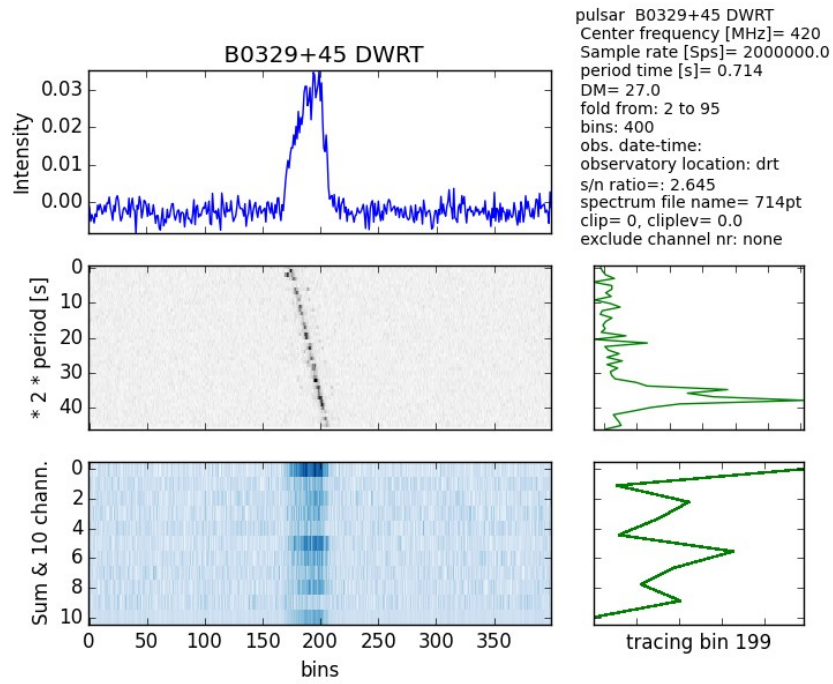 pulsar B0329+45 DWRT
Center frequency [MHz]= 420
Sample rate [Sps]= 2000000.0
period time [s]= 0.714
DM= 27.0
fold from: 2 to 95
bins: 400
obs. date-time:
observatory location: drt
s/n ratio=: 2.645
spectrum file name= 714pt
clip= 0, cliplev= 0.0
exclude channel nr: none
B0329+45 DWRT
Intensity
0.03
0.02
0.01
0.00
0 100 200 300
* 2 * period [s]
0
10
20
30
40
Sum & 10 chann.
0
2
4
6
8
10
0 50 100 150 200 250 300 350
bins
tracing bin 199